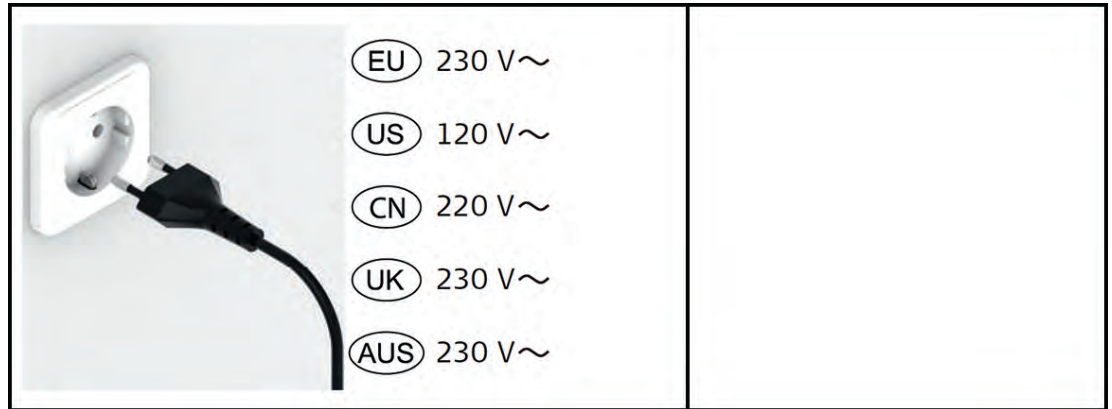 EU 230 V～
US 120 V～
CN 220 V～
UK 230 V～
AUS 230 V～